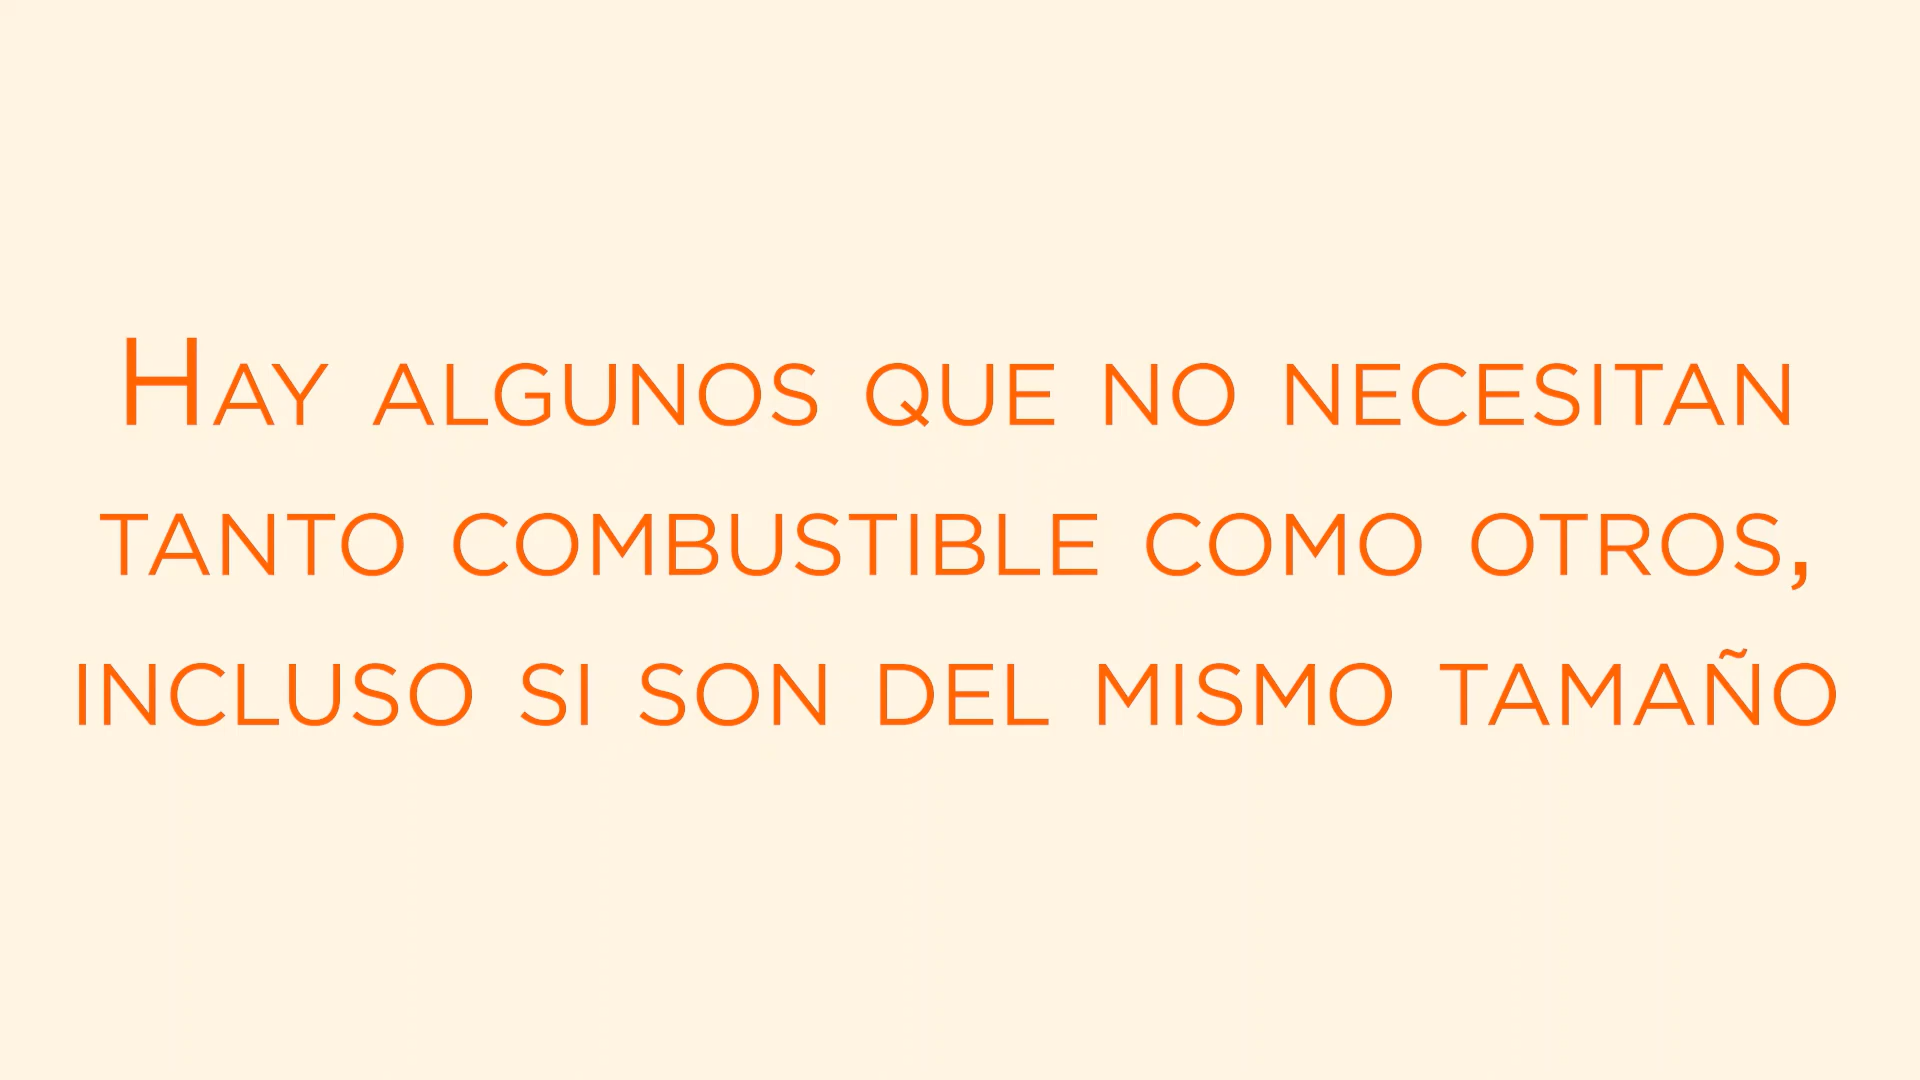 Hay algunos que no necesitan
tanto combustible como otros,
incluso si son del mismo tamaño